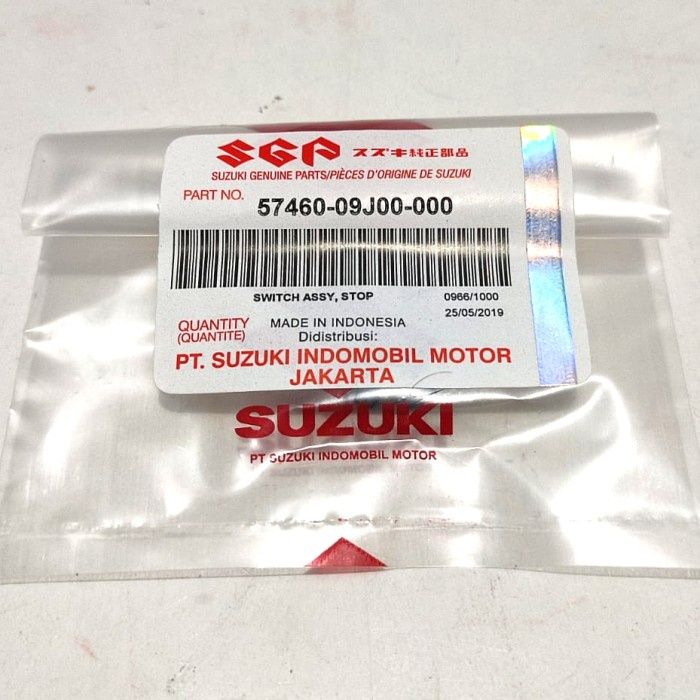 SGP スズキ純正部品
SUZUKI GENUINE PARTS/PIÈCES D'ORIGINE DE SUZUKI
PART NO. 57460-09J00-000
SWITCH ASSY, STOP 0966/1000
25/05/2019
QUANTITY MADE IN INDONESIA
(QUANTITE) Didistribusi:
PT. SUZUKI INDOMOBIL MOTOR
JAKARTA
SUZUKI
PT SUZUKI INDOMOBIL MOTOR